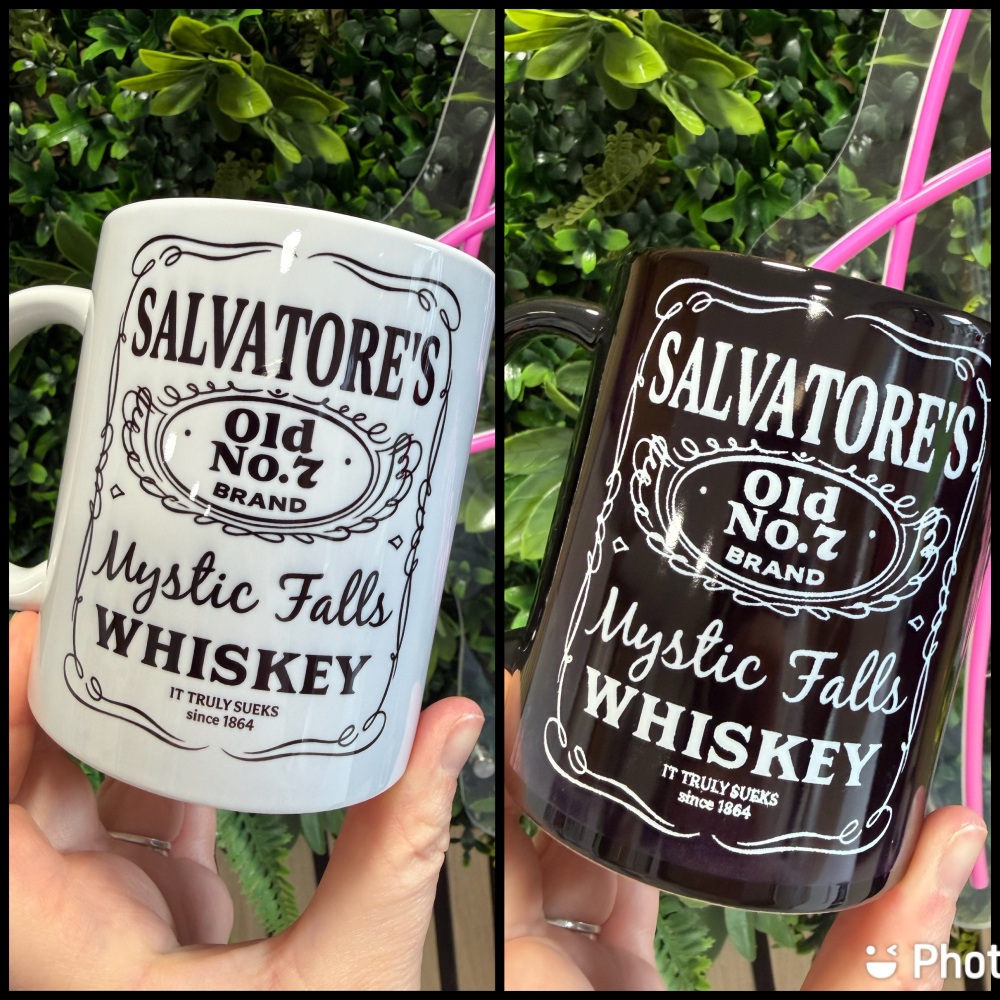 SALVATORE'S
Old
No.7
BRAND
Mystic Falls
WHISKEY
IT TRULY SUEKS
since 1864
SALVATORE'S
Old
No.7
BRAND
Mystic Falls
WHISKEY
IT TRULY SUEKS
since 1864
Phot